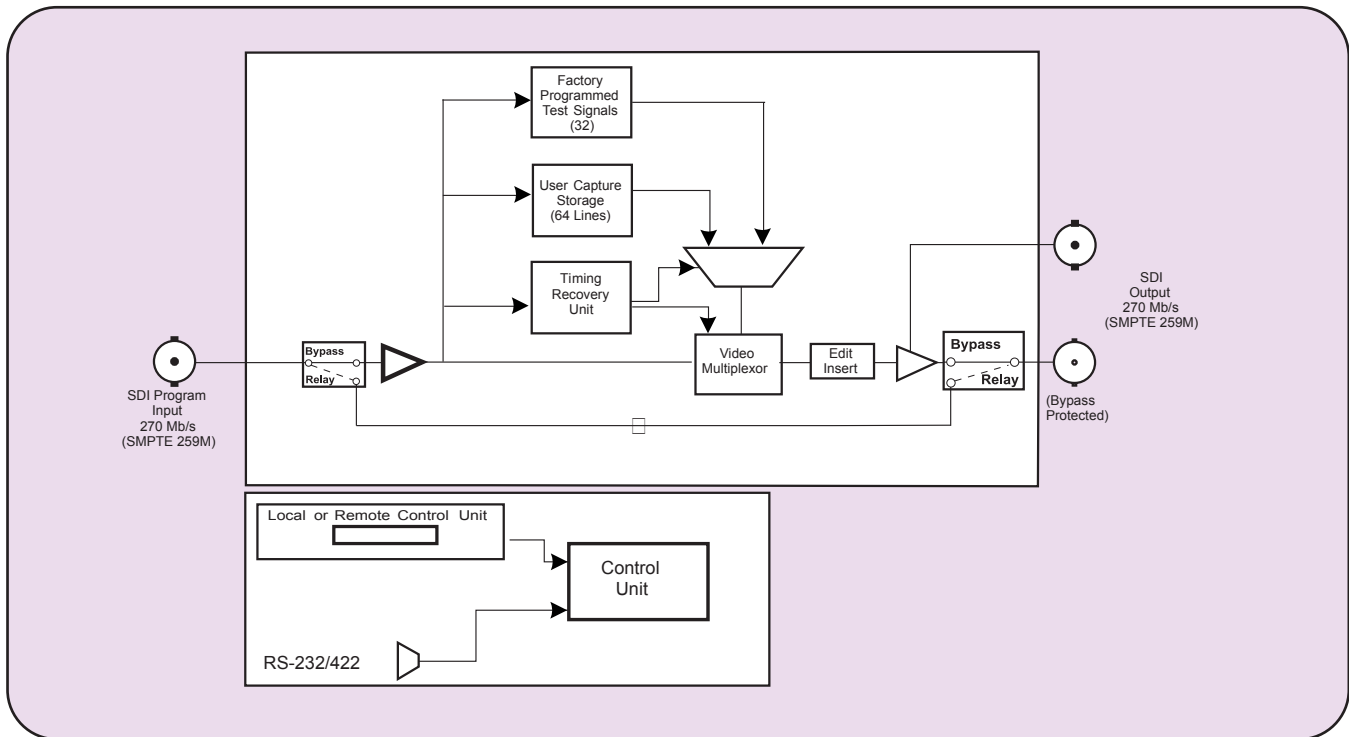 Factory
Programmed
Test Signals
(32)
User Capture
Storage
(64 Lines)
Timing
Recovery
Unit
SDI Program
Input
270 Mb/s
(SMPTE 259M)
Bypass
Relay
Video
Multiplexor
Edit
Insert
Bypass
Relay
SDI
Output
270 Mb/s
(SMPTE 259M)
(Bypass
Protected)
Local or Remote Control Unit
Control
Unit
RS-232/422